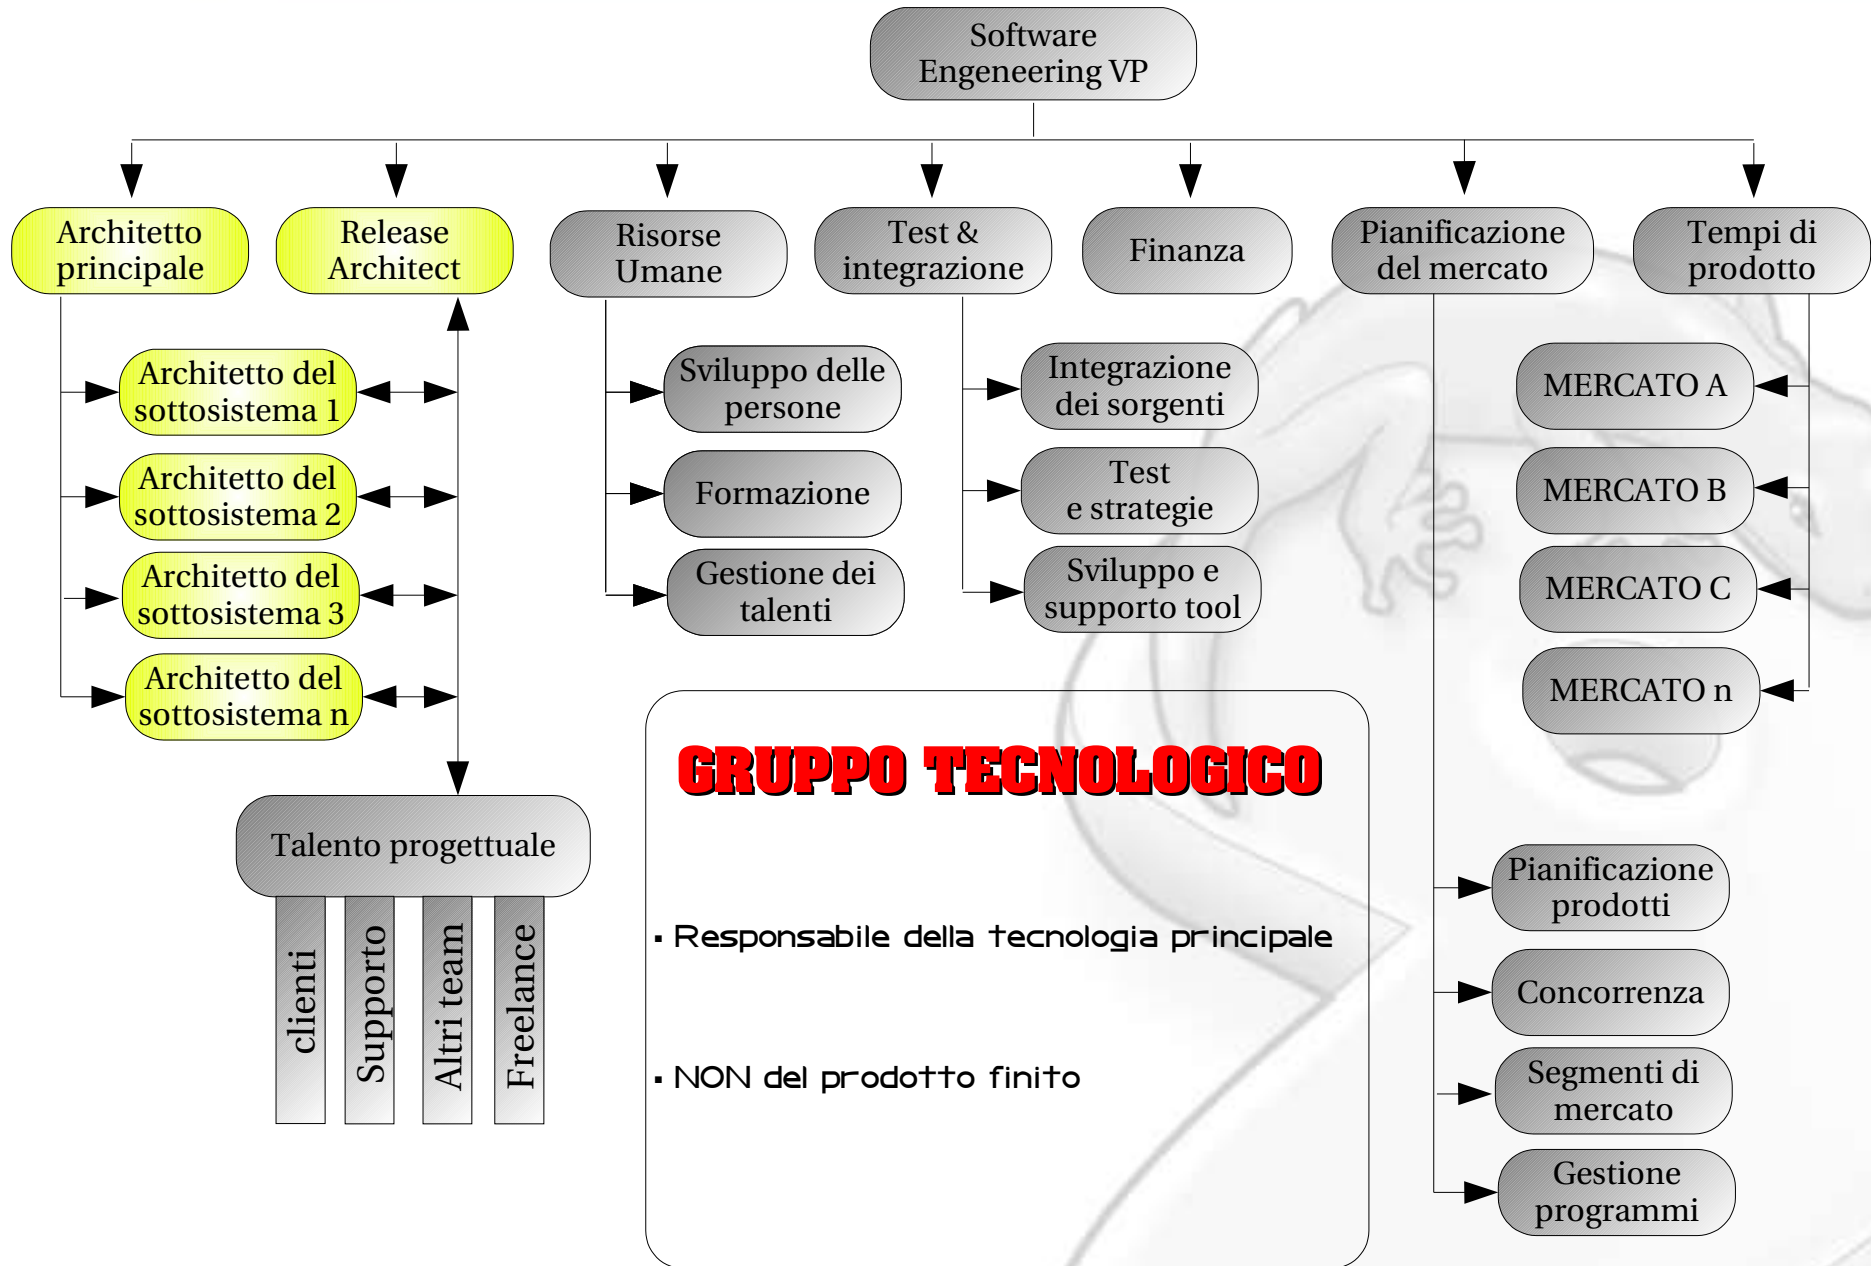 Software
Engeneering VP
Architetto
principale
Release
Architect
Risorse
Umane
Test &
integrazione
Finanza
Pianificazione
del mercato
Tempi di
prodotto
Architetto del
sottosistema 1
Architetto del
sottosistema 2
Architetto del
sottosistema 3
Architetto del
sottosistema n
Talento progettuale
clienti
Supporto
Altri team
Freelance
Sviluppo delle
persone
Formazione
Gestione dei
talenti
Integrazione
dei sorgenti
Test
e strategie
Sviluppo e
supporto tool
MERCATO A
MERCATO B
MERCATO C
MERCATO n
Pianificazione
prodotti
Concorrenza
Segmenti di
mercato
Gestione
programmi
GRUPPO TECNOLOGICO
▪ Responsabile della tecnologia principale
▪ NON del prodotto finito